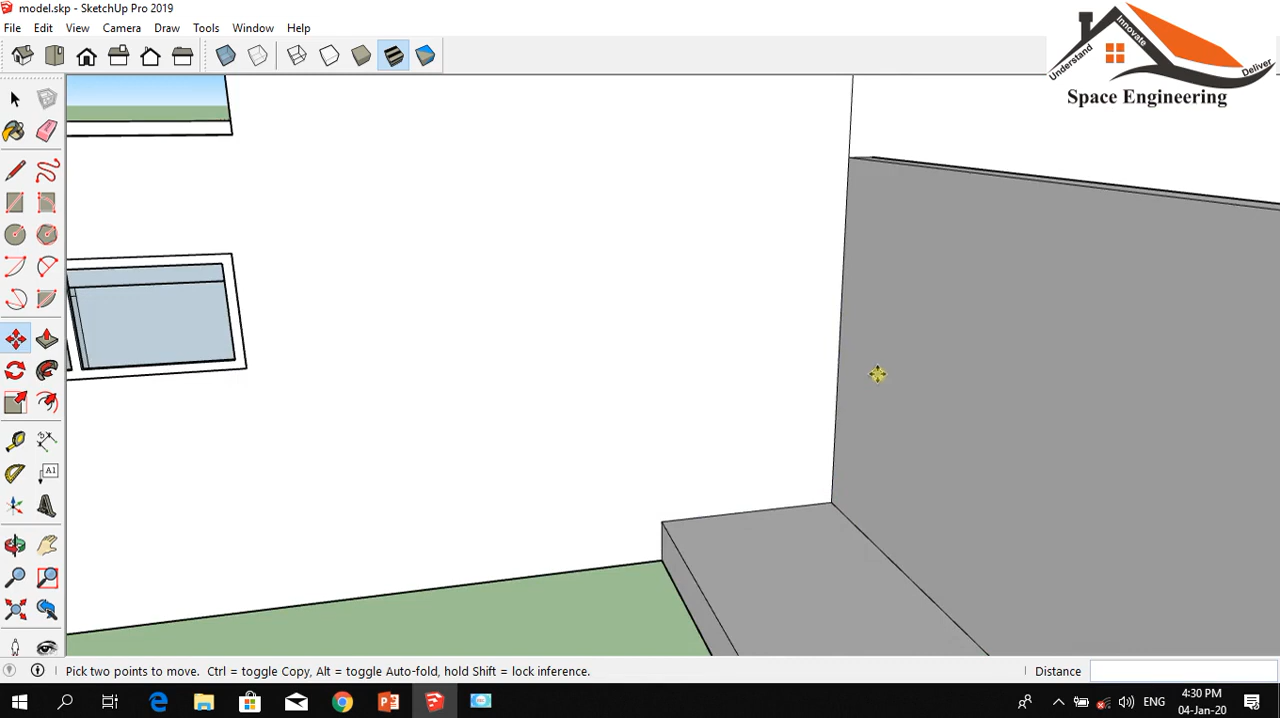 model.skp - SketchUp Pro 2019
File Edit View Camera Draw Tools Window Help
Understand Innovate Deliver
Space Engineering
A1
Pick two points to move. Ctrl = toggle Copy, Alt = toggle Auto-fold, hold Shift = lock inference.
Distance
ENG
4:30 PM
04-Jan-20